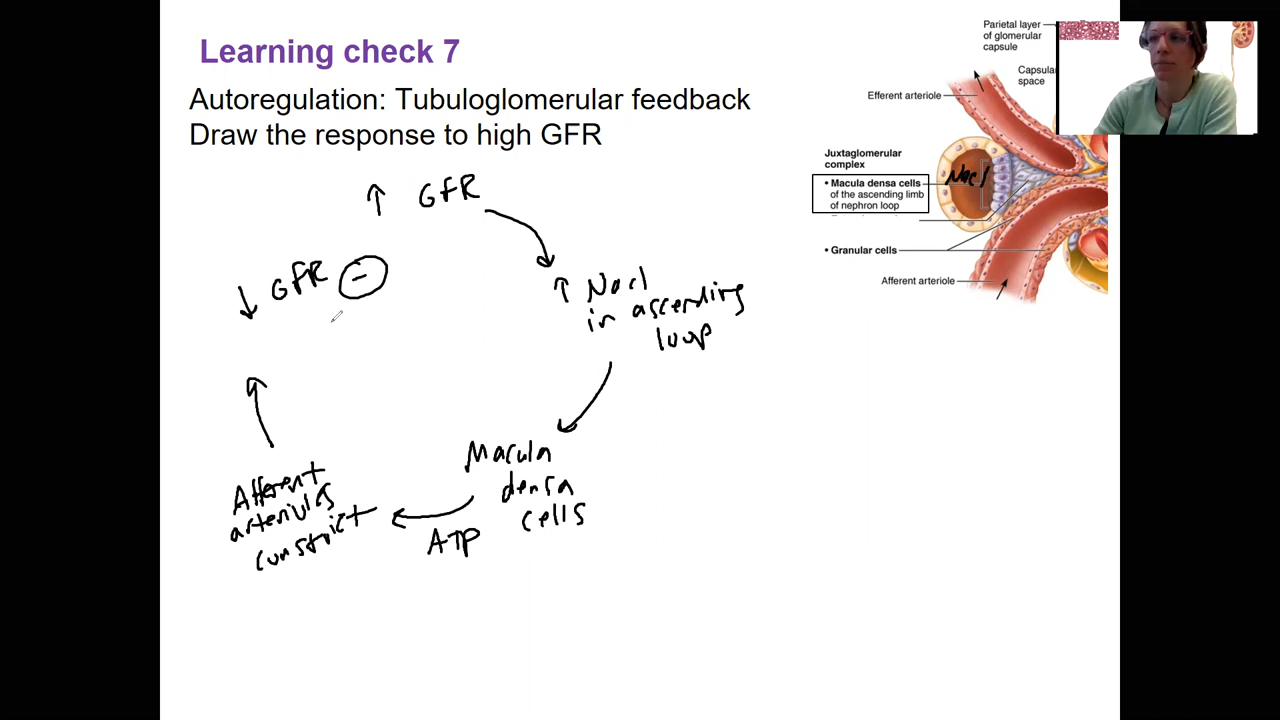 Learning check 7
Autoregulation: Tubuloglomerular feedback
Draw the response to high GFR
↑ GFR
↑ NaCl
in ascending
loop
Macula
densa
cells
ATP
Afferent
arterioles
constrict
↓ GFR -
Parietal layer
of glomerular
capsule
Capsular
space
Efferent arteriole
Juxtaglomerular
complex
• Macula densa cells
of the ascending limb
of nephron loop
NaCl
• Granular cells
Afferent arteriole